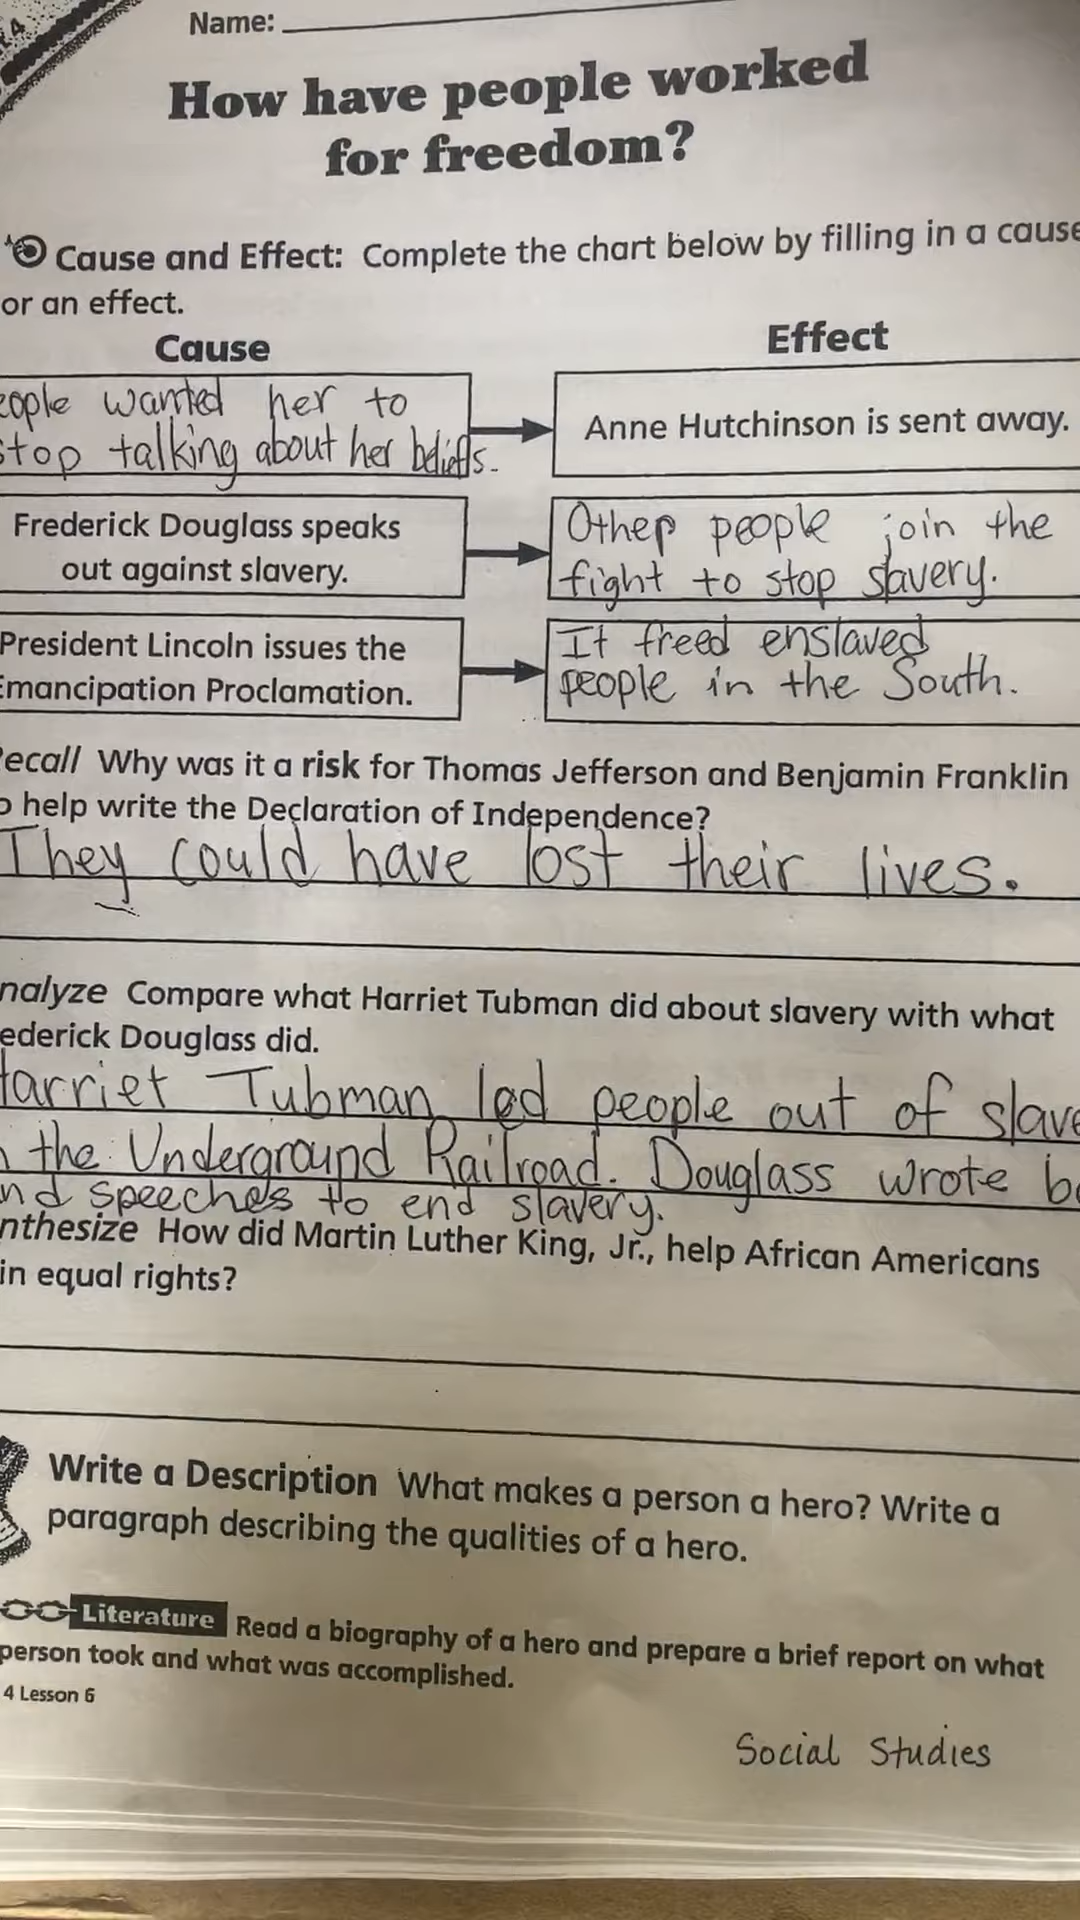 Name:
How have people worked
for freedom?
Cause and Effect: Complete the chart below by filling in a cause
or an effect.
Cause
Effect
eople wanted her to
stop talking about her beliefs.
Anne Hutchinson is sent away.
Frederick Douglass speaks
out against slavery.
Other people join the
fight to stop slavery.
President Lincoln issues the
Emancipation Proclamation.
It freed enslaved
people in the South.
ecall Why was it a risk for Thomas Jefferson and Benjamin Franklin
o help write the Declaration of Independence?
They could have lost their lives.
nalyze Compare what Harriet Tubman did about slavery with what
ederick Douglass did.
Harriet Tubman led people out of slave
n the Underground Railroad. Douglass wrote bo
nd speeches to end slavery.
nthesize How did Martin Luther King, Jr., help African Americans
in equal rights?
Write a Description What makes a person a hero? Write a
paragraph describing the qualities of a hero.
Literature Read a biography of a hero and prepare a brief report on what
person took and what was accomplished.
4 Lesson 6
Social Studies